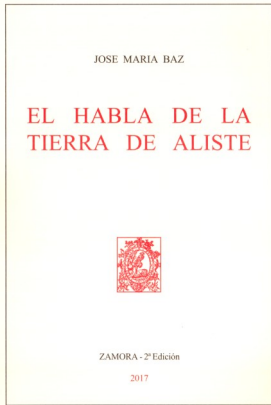 JOSE MARIA BAZ
EL HABLA DE LA
TIERRA DE ALISTE
ZAMORA - 2ª Edición
2017